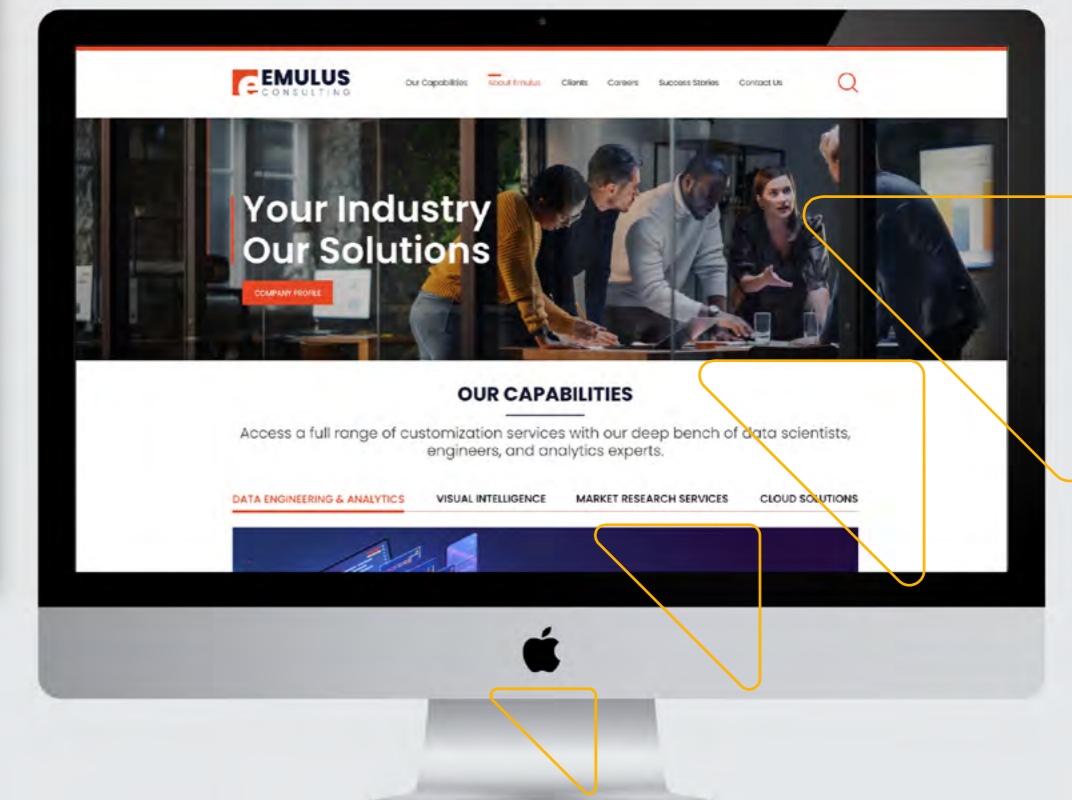 EMULUS
CONSULTING
Our Capabilities
About Emulus
Clients
Careers
Success Stories
Contact Us
Your Industry
Our Solutions
COMPANY PROFILE
OUR CAPABILITIES
Access a full range of customization services with our deep bench of data scientists,
engineers, and analytics experts.
DATA ENGINEERING & ANALYTICS
VISUAL INTELLIGENCE
MARKET RESEARCH SERVICES
CLOUD SOLUTIONS